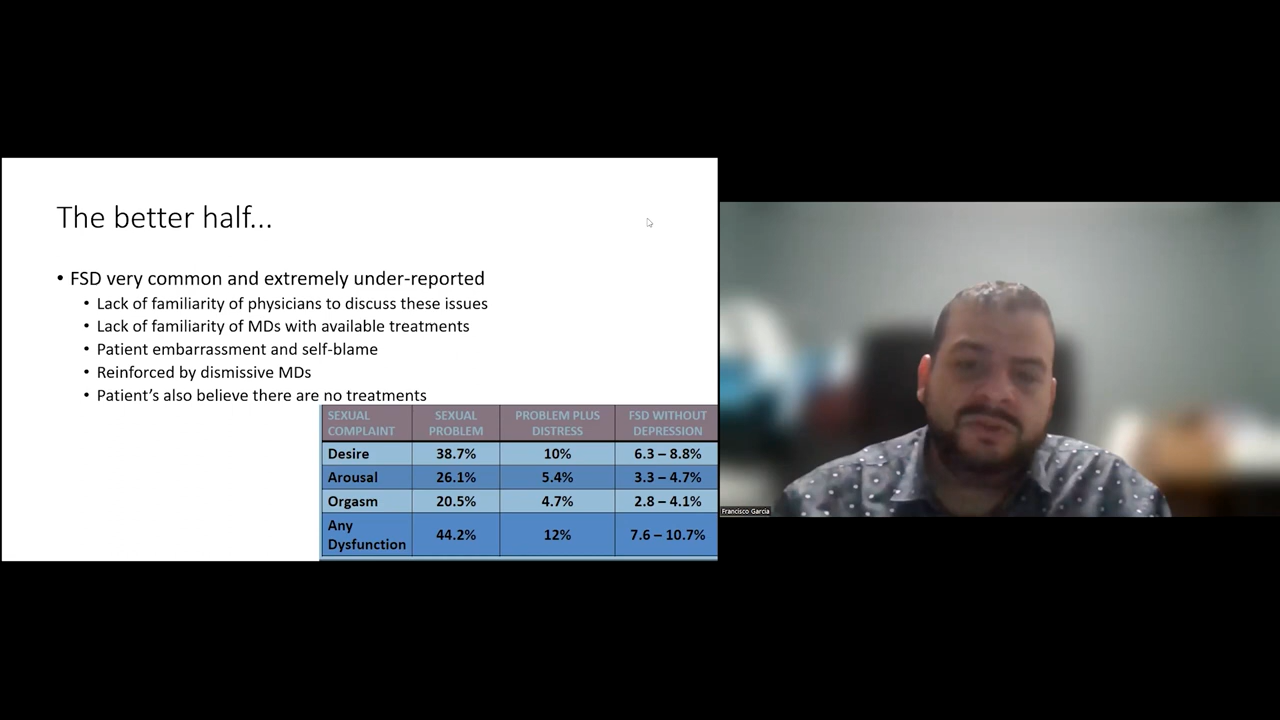 The better half...
• FSD very common and extremely under-reported
• Lack of familiarity of physicians to discuss these issues
• Lack of familiarity of MDs with available treatments
• Patient embarrassment and self-blame
• Reinforced by dismissive MDs
• Patient's also believe there are no treatments
SEXUAL COMPLAINT SEXUAL PROBLEM PROBLEM PLUS DISTRESS FSD WITHOUT DEPRESSION
Desire 38.7% 10% 6.3 – 8.8%
Arousal 26.1% 5.4% 3.3 – 4.7%
Orgasm 20.5% 4.7% 2.8 – 4.1%
Any Dysfunction 44.2% 12% 7.6 – 10.7%
Francisco Garcia